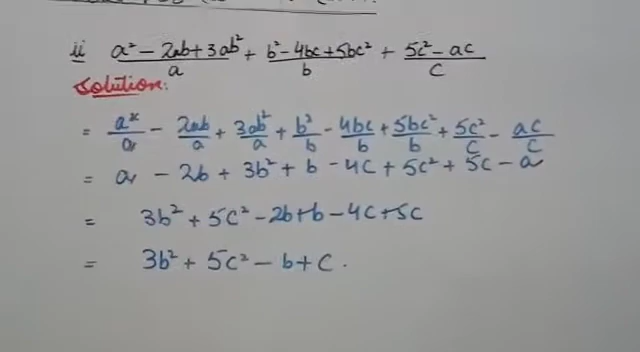 ii a² - 2ab + 3ab² / a + b² - 4bc + 5bc² / b + 5c² - ac / c
Solution:
= a²/a - 2ab/a + 3ab²/a + b²/b - 4bc/b + 5bc²/b + 5c²/c - ac/c
= a - 2b + 3b² + b - 4c + 5c² + 5c - a
= 3b² + 5c² - 2b + b - 4c + 5c
= 3b² + 5c² - b + c .